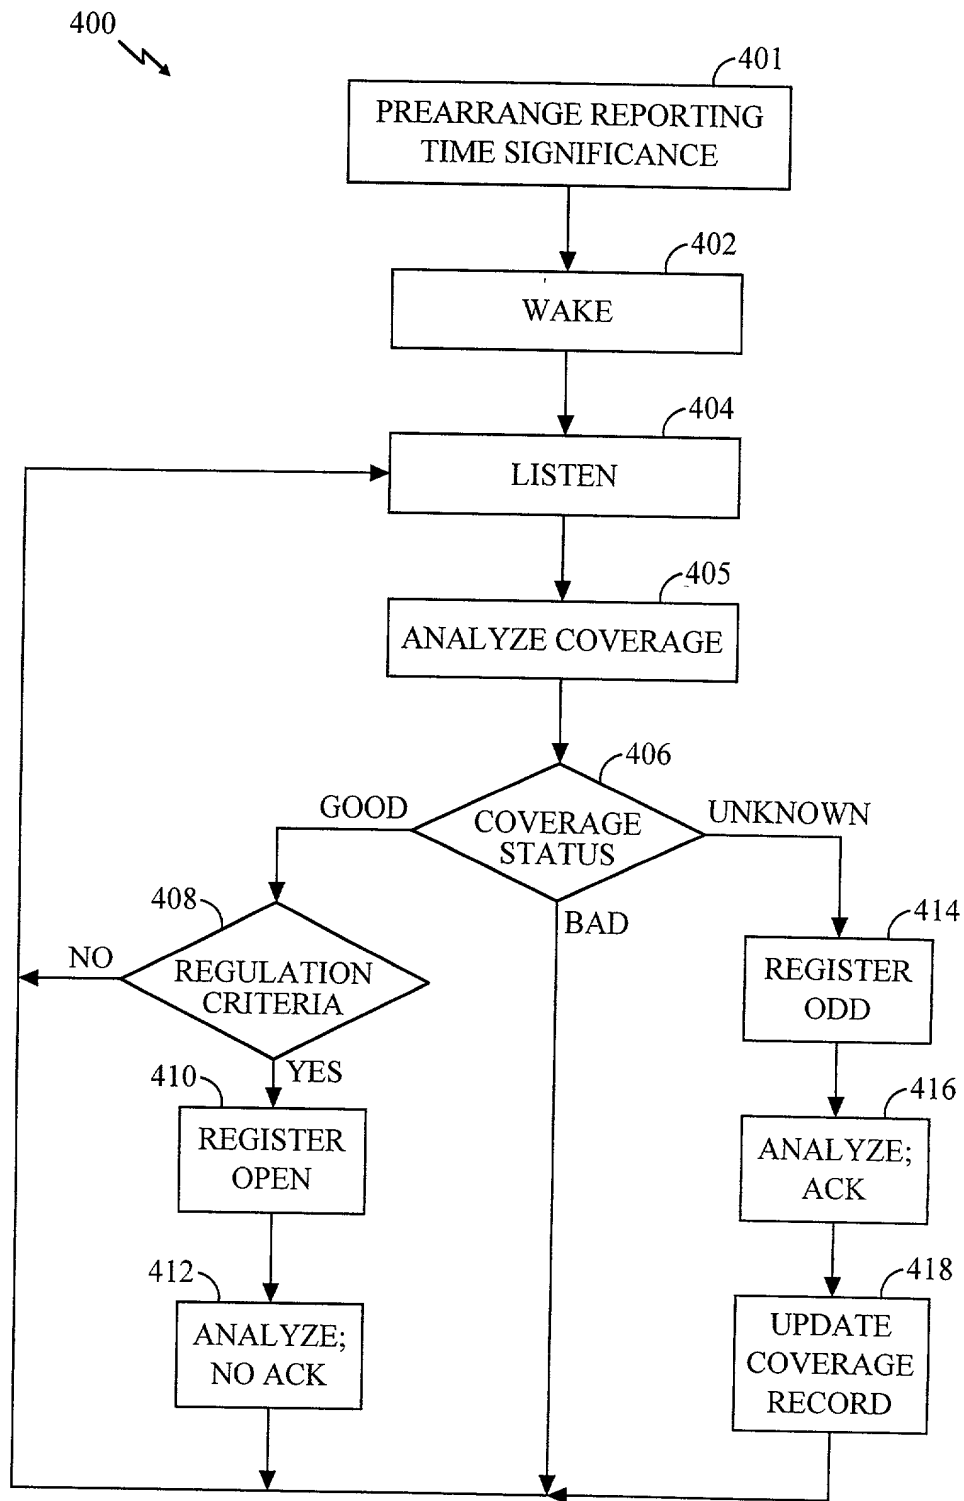 400
401
PREARRANGE REPORTING
TIME SIGNIFICANCE
402
WAKE
404
LISTEN
405
ANALYZE COVERAGE
406
GOOD
COVERAGE
STATUS
UNKNOWN
BAD
408
NO
REGULATION
CRITERIA
YES
414
REGISTER
ODD
410
REGISTER
OPEN
416
ANALYZE;
ACK
412
ANALYZE;
NO ACK
418
UPDATE
COVERAGE
RECORD